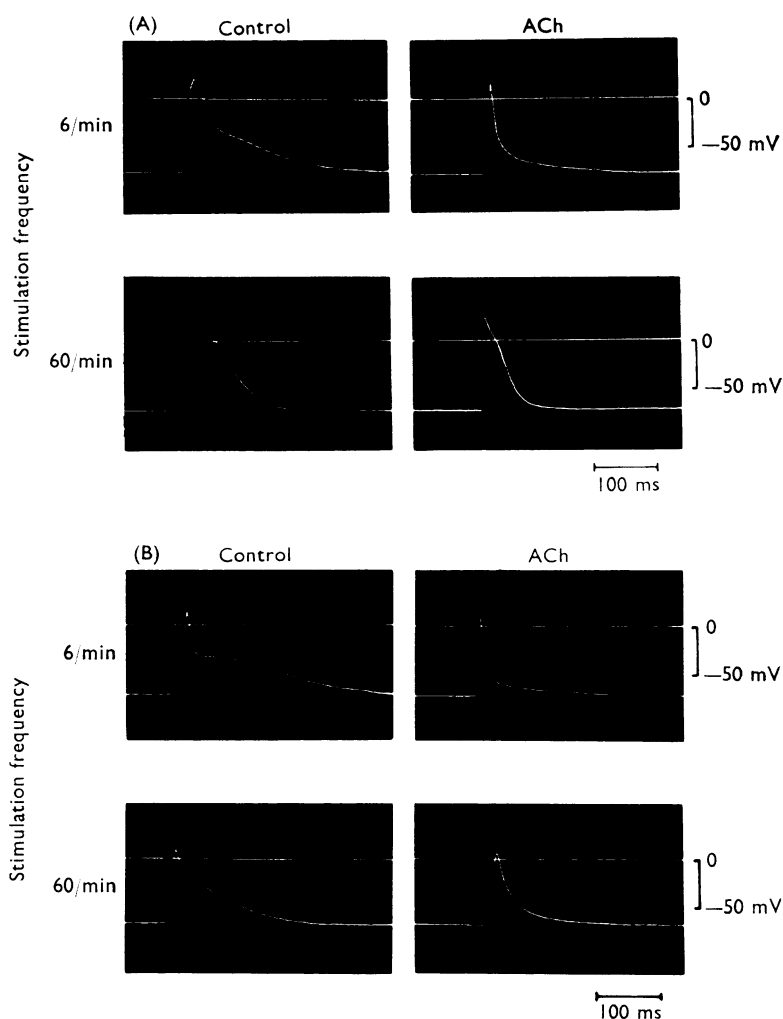 (A)
Control
ACh
6/min
0
—50 mV
Stimulation frequency
60/min
0
—50 mV
100 ms
(B)
Control
ACh
6/min
0
—50 mV
Stimulation frequency
60/min
0
—50 mV
100 ms